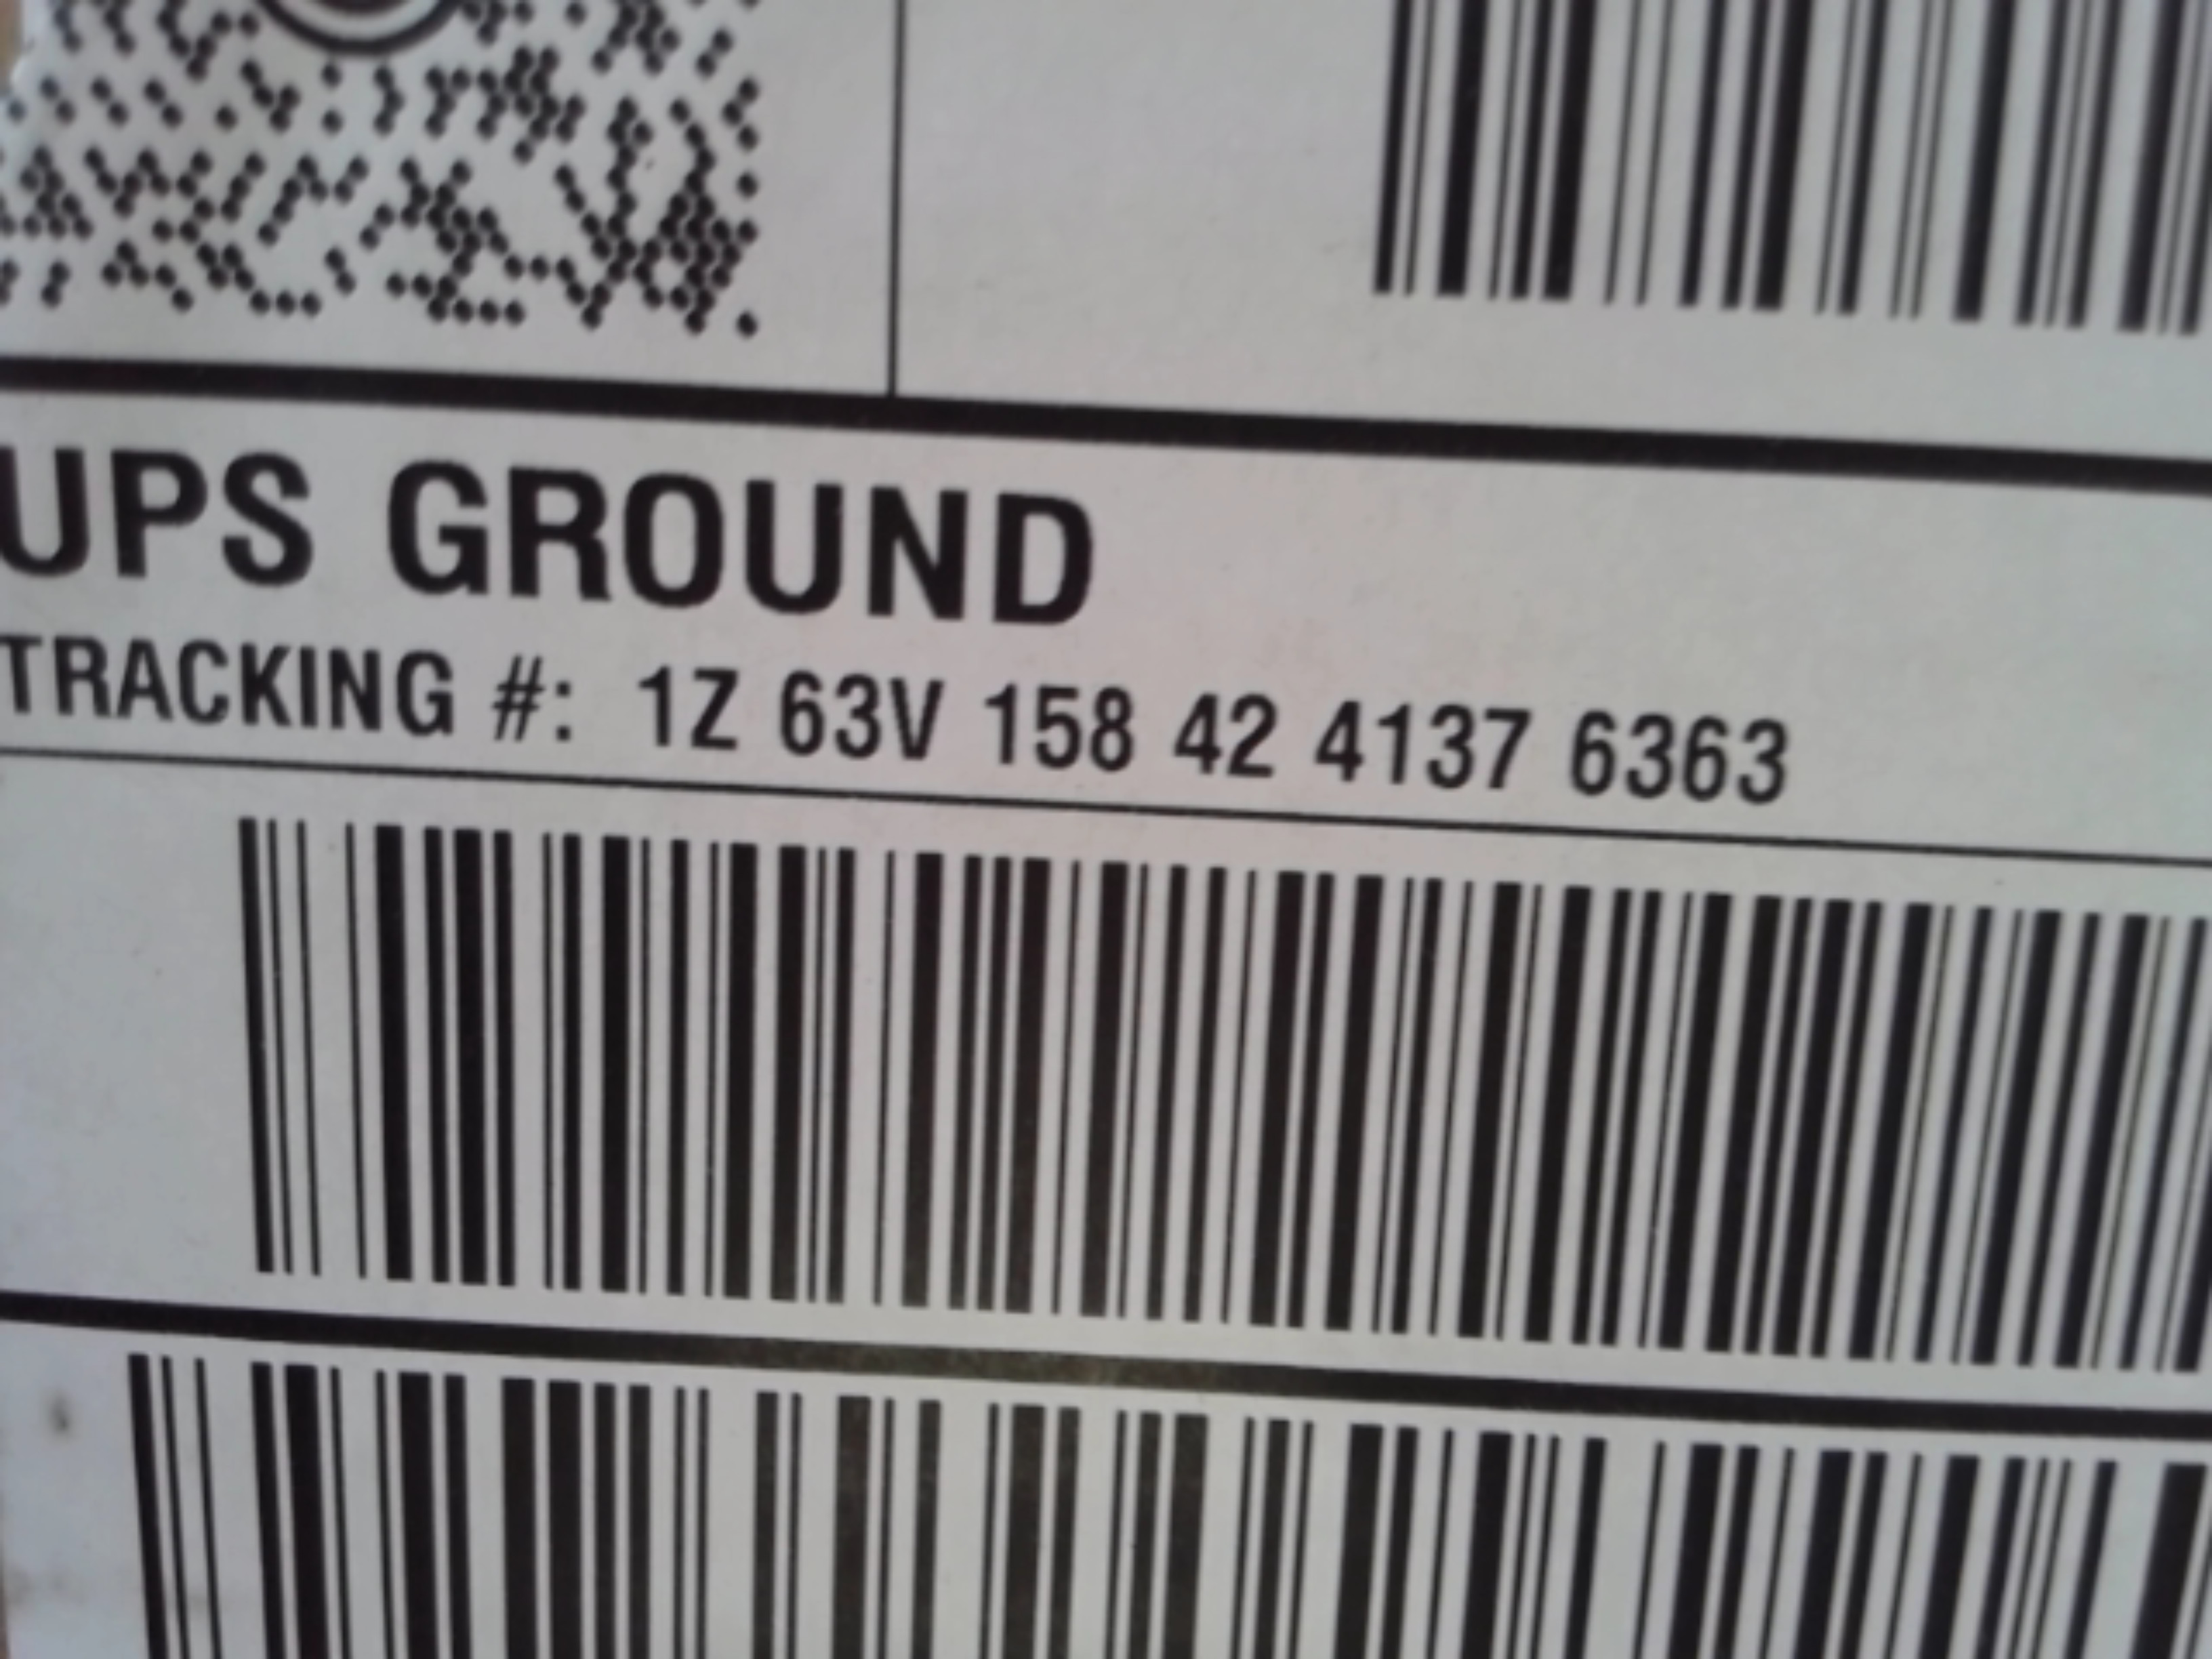 UPS GROUND
TRACKING #: 1Z 63V 158 42 4137 6363